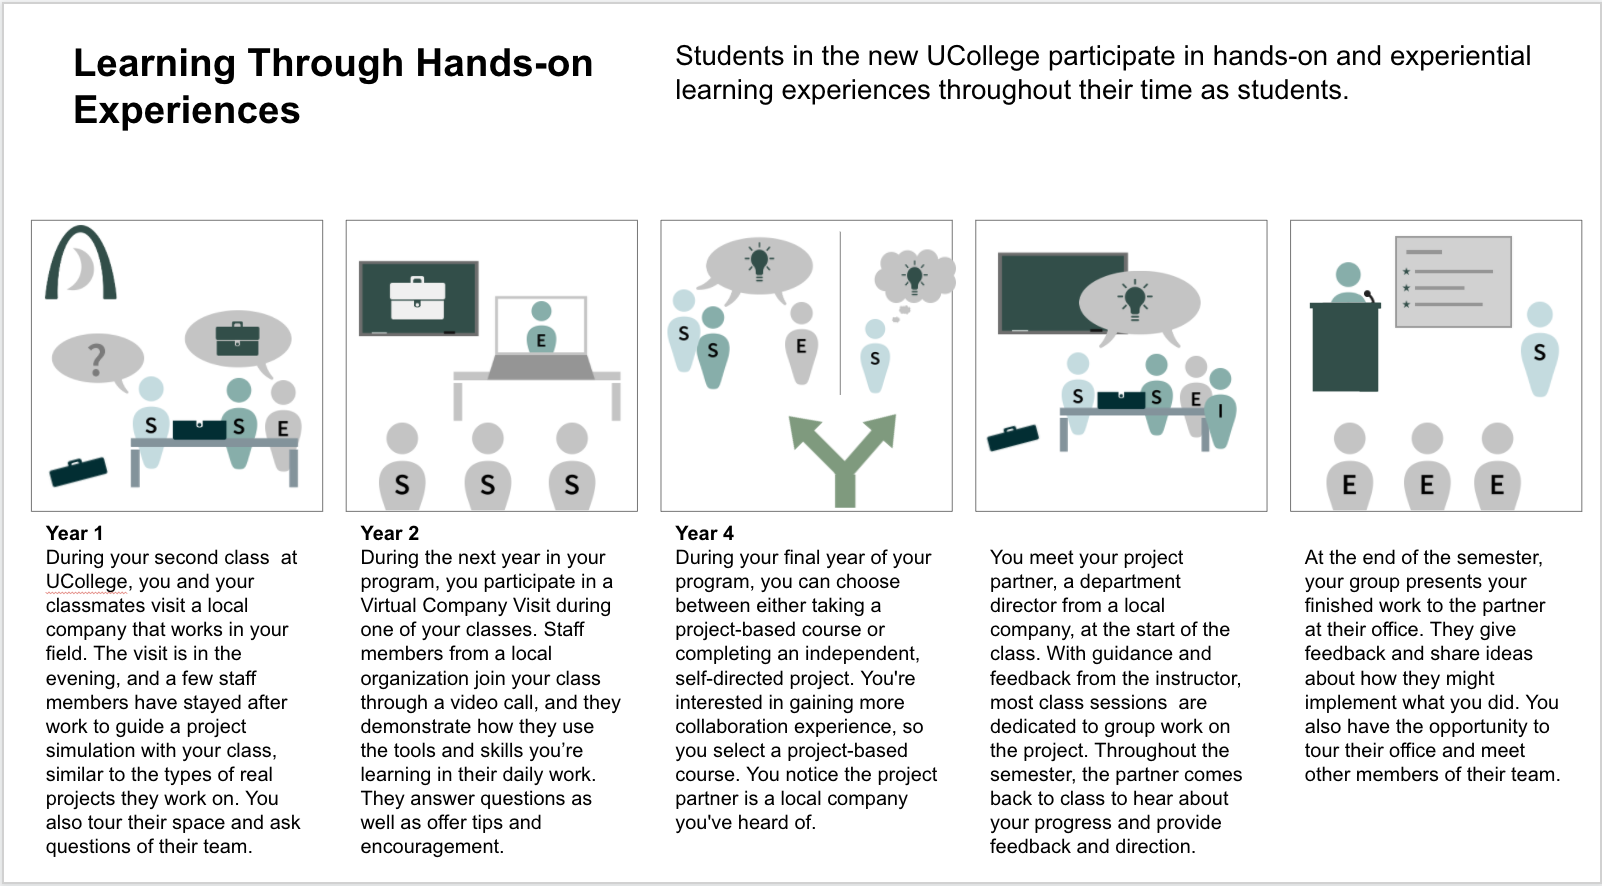 Learning Through Hands-on
Experiences
Students in the new UCollege participate in hands-on and experiential
learning experiences throughout their time as students.
?
S
S
E
E
S
S
S
S
S
E
S
S
S
E
I
S
E
E
E
Year 1
During your second class  at
UCollege, you and your
classmates visit a local
company that works in your
field. The visit is in the
evening, and a few staff
members have stayed after
work to guide a project
simulation with your class,
similar to the types of real
projects they work on. You
also tour their space and ask
questions of their team.
Year 2
During the next year in your
program, you participate in a
Virtual Company Visit during
one of your classes. Staff
members from a local
organization join your class
through a video call, and they
demonstrate how they use
the tools and skills you’re
learning in their daily work.
They answer questions as
well as offer tips and
encouragement.
Year 4
During your final year of your
program, you can choose
between either taking a
project-based course or
completing an independent,
self-directed project. You're
interested in gaining more
collaboration experience, so
you select a project-based
course. You notice the project
partner is a local company
you've heard of.
You meet your project
partner, a department
director from a local
company, at the start of the
class. With guidance and
feedback from the instructor,
most class sessions  are
dedicated to group work on
the project. Throughout the
semester, the partner comes
back to class to hear about
your progress and provide
feedback and direction.
At the end of the semester,
your group presents your
finished work to the partner
at their office. They give
feedback and share ideas
about how they might
implement what you did. You
also have the opportunity to
tour their office and meet
other members of their team.